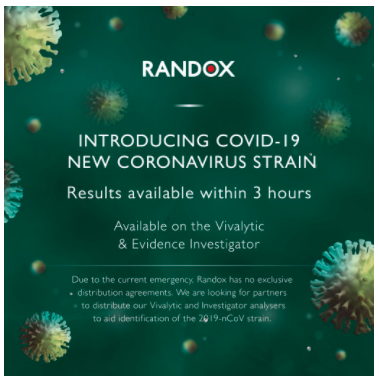 RANDOX
INTRODUCING COVID-19
NEW CORONAVIRUS STRAIN
Results available within 3 hours
Available on the Vivalytic
& Evidence Investigator
Due to the current emergency, Randox has no exclusive
distribution agreements. We are looking for partners
to distribute our Vivalytic and Investigator analysers
to aid identification of the 2019-nCoV strain.